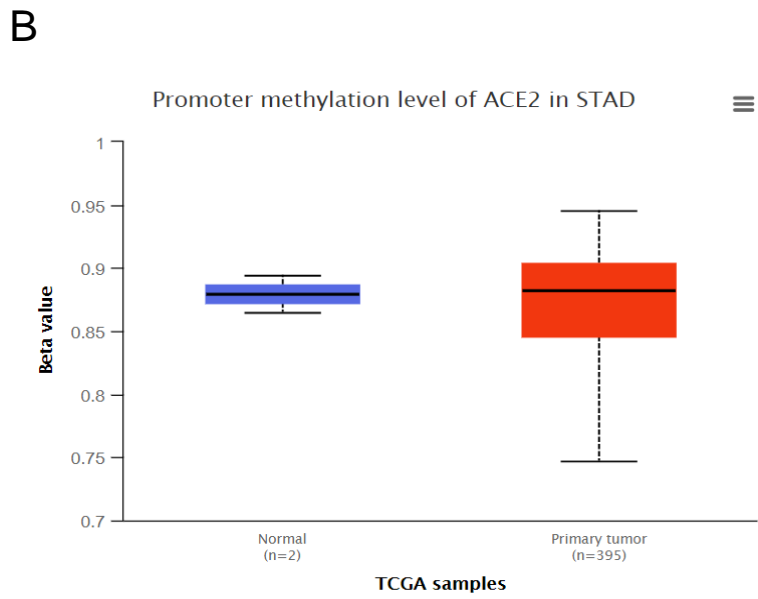 B
Promoter methylation level of ACE2 in STAD
1
0.95
0.9
0.85
0.8
0.75
0.7
Beta value
Normal
(n=2)
Primary tumor
(n=395)
TCGA samples